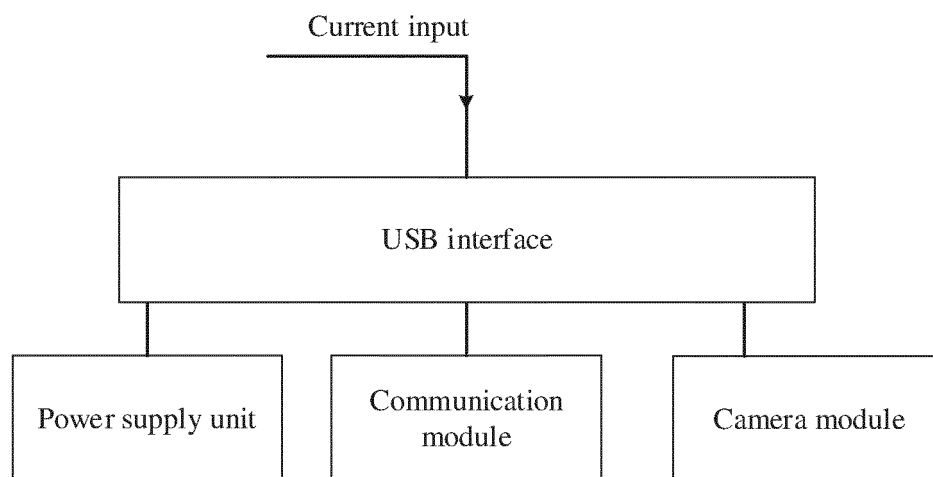 Current input
USB interface
Power supply unit
Communication
module
Camera module